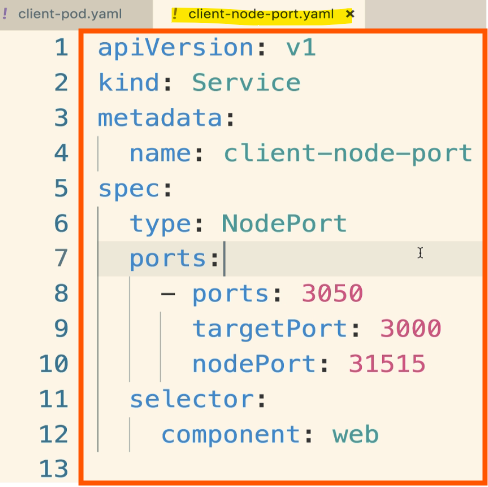 ! client-pod.yaml ! client-node-port.yaml ×
1 apiVersion: v1
2 kind: Service
3 metadata:
4   name: client-node-port
5 spec:
6   type: NodePort
7   ports:
8     - ports: 3050
9       targetPort: 3000
10       nodePort: 31515
11   selector:
12     component: web
13